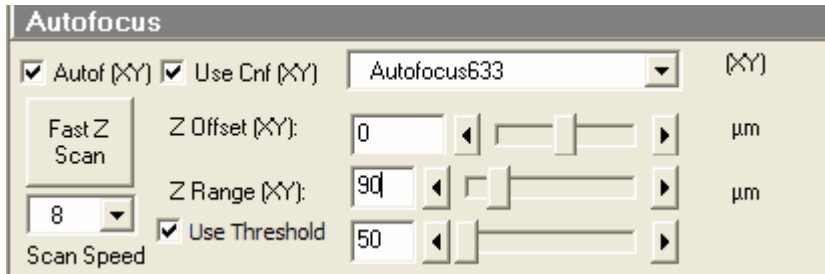 Autofocus
Autof (XY) Use Cnf (XY) Autofocus633 (XY)
Fast Z Scan
Z Offset (XY): 0 µm
Z Range (XY): 90 µm
8
Use Threshold 50
Scan Speed